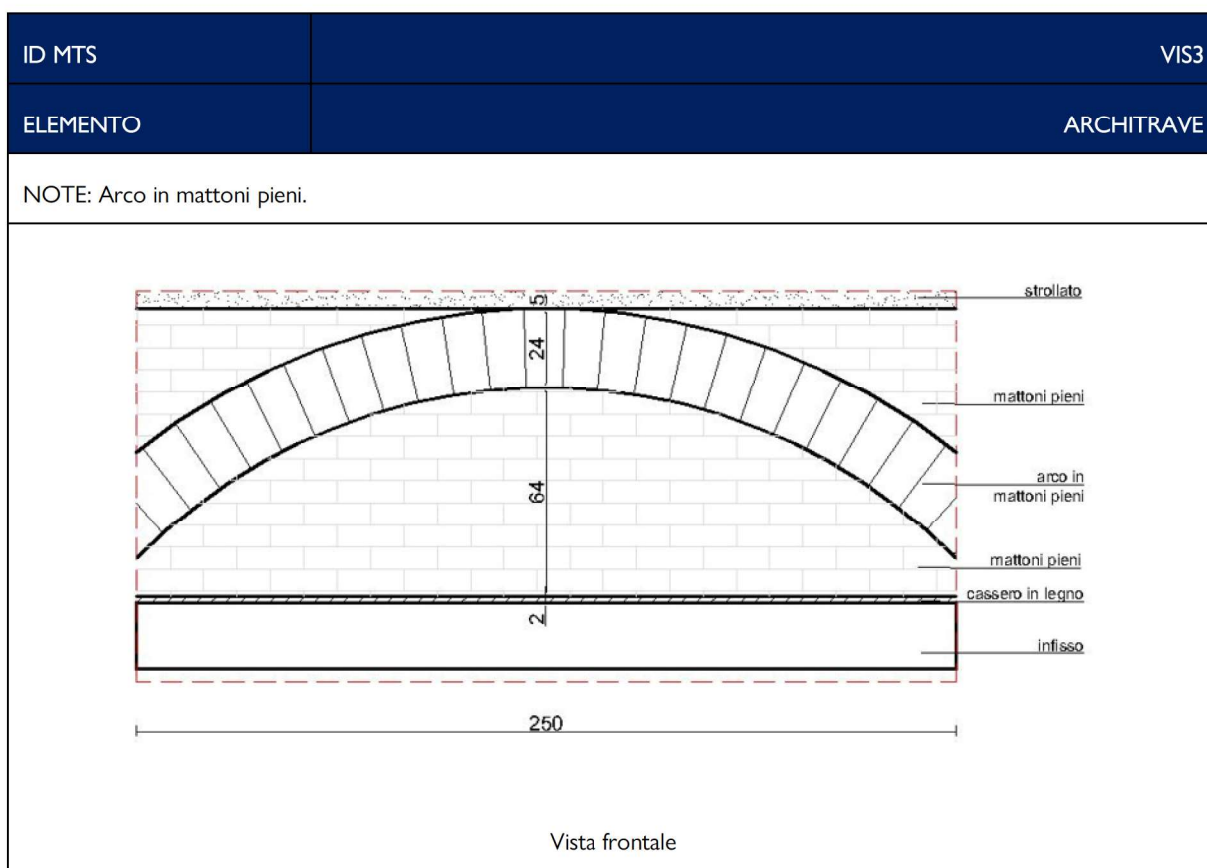 ID MTS
VIS3
ELEMENTO
ARCHITRAVE
NOTE: Arco in mattoni pieni.
5
strollato
24
mattoni pieni
arco in
mattoni pieni
64
mattoni pieni
cassero in legno
2
infisso
250
Vista frontale